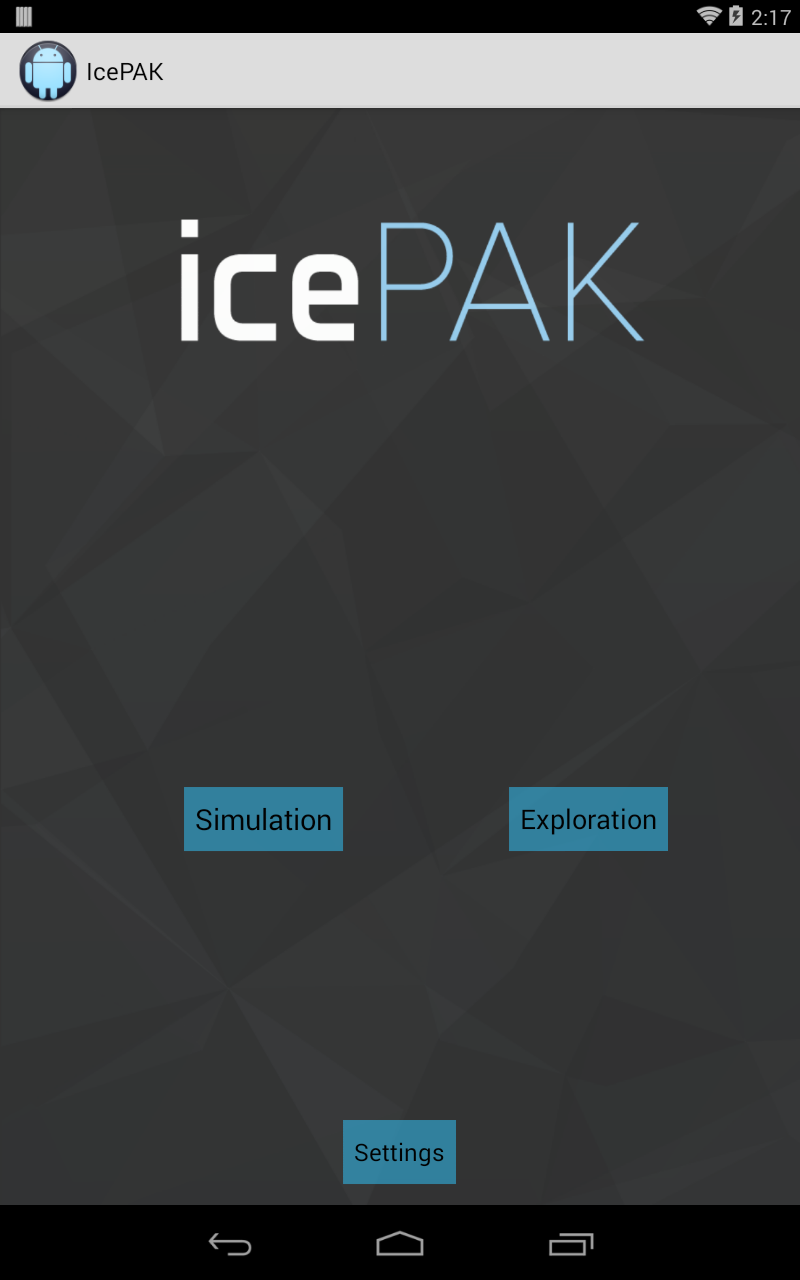 2:17
IcePAK
icePAK
Simulation
Exploration
Settings